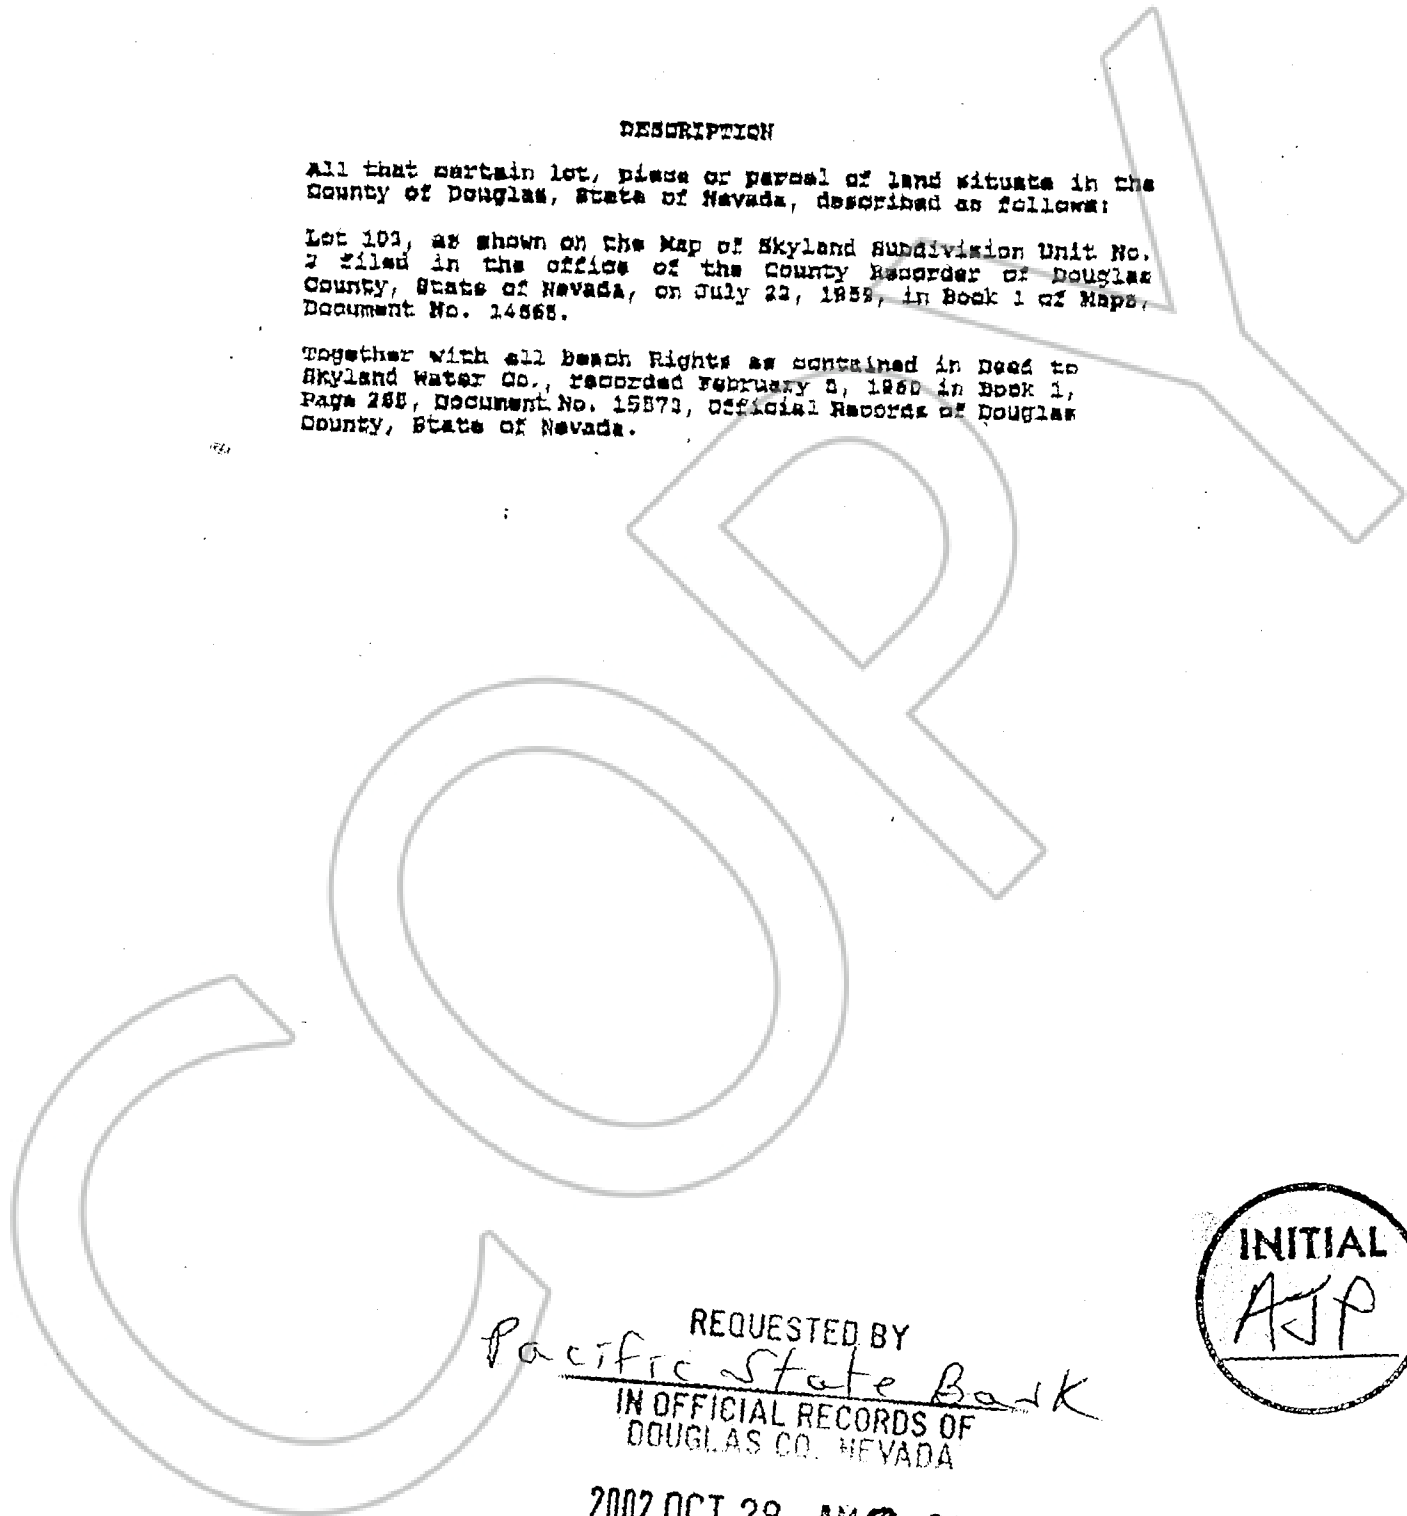 DESCRIPTION
All that certain lot, piece or parcel of land situate in the
County of Douglas, State of Nevada, described as follows:
Lot 103, as shown on the Map of Skyland Subdivision Unit No.
2 filed in the office of the County Recorder of Douglas
County, State of Nevada, on July 22, 1959, in Book 1 of Maps,
Document No. 14668.
Together with all Beach Rights as contained in Deed to
Skyland Water Co., recorded February 5, 1960 in Book 1,
Page 268, Document No. 15573, Official Records of Douglas
County, State of Nevada.
COPY
INITIAL
AJP
REQUESTED BY
Pacific State Bank
IN OFFICIAL RECORDS OF
DOUGLAS CO. NEVADA
2002 OCT 28 AM